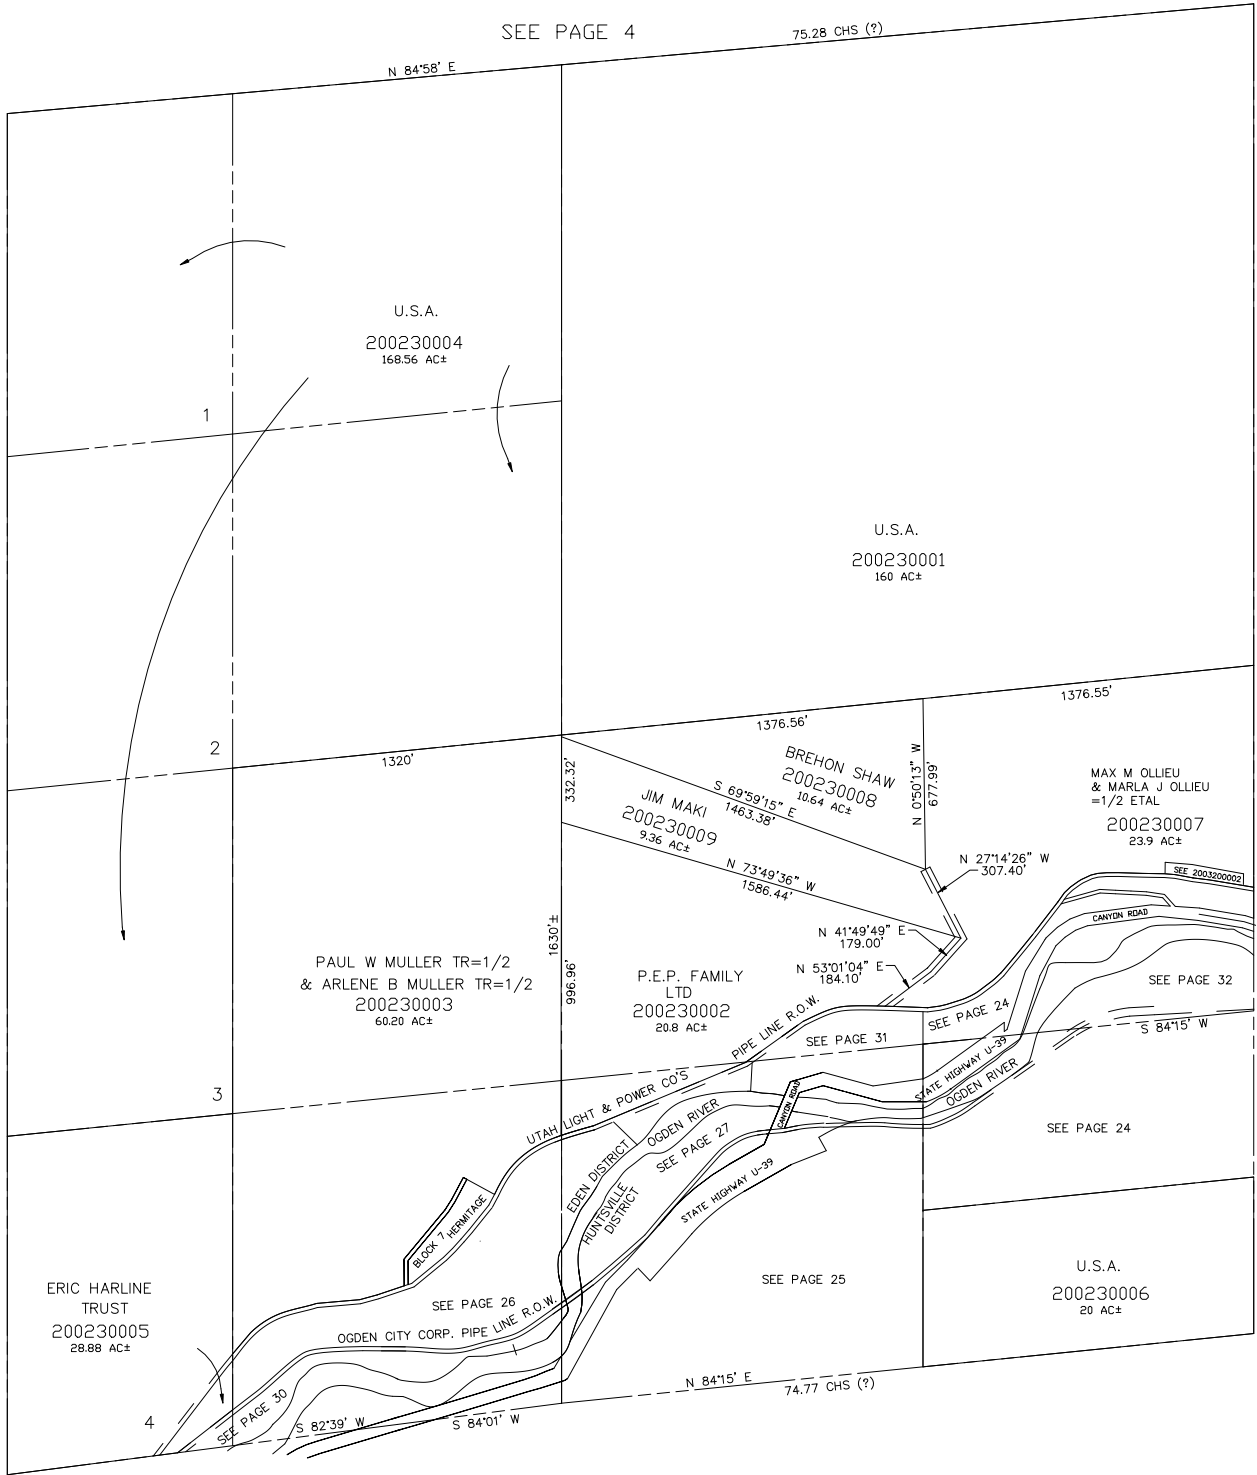 SEE PAGE 4
75.28 CHS (?)
N 84°58' E
U.S.A.
200230004
168.56 AC±
1
U.S.A.
200230001
160 AC±
2
1320'
1376.56'
1376.55'
332.32'
BREHON SHAW
200230008
10.64 AC±
S 69°59'15" E
1463.38'
N 0°50'13" W
677.99'
JIM MAKI
200230009
9.36 AC±
N 73°49'36" W
1586.44'
MAX M OLLIEU
& MARLA J OLLIEU
=1/2 ETAL
200230007
23.9 AC±
N 27°14'26" W
307.40'
SEE 2003200002
CANYON ROAD
N 41°49'49" E
179.00'
N 53°01'04" E
184.10'
1630'±
996.96'
PAUL W MULLER TR=1/2
& ARLENE B MULLER TR=1/2
200230003
60.20 AC±
P.E.P. FAMILY
LTD
200230002
20.8 AC±
SEE PAGE 32
S 84°15' W
SEE PAGE 24
SEE PAGE 31
UTAH LIGHT & POWER CO'S PIPE LINE R.O.W.
STATE HIGHWAY U-39
OGDEN RIVER
SEE PAGE 24
3
CANYON ROAD
OGDEN RIVER
SEE PAGE 27
EDEN DISTRICT
HUNTSVILLE
DISTRICT
STATE HIGHWAY U-39
BLOCK 7 HERMITAGE
SEE PAGE 25
U.S.A.
200230006
20 AC±
ERIC HARLINE
TRUST
200230005
28.88 AC±
SEE PAGE 26
OGDEN CITY CORP. PIPE LINE R.O.W.
SEE PAGE 30
4
S 82°39' W
S 84°01' W
N 84°15' E
74.77 CHS (?)